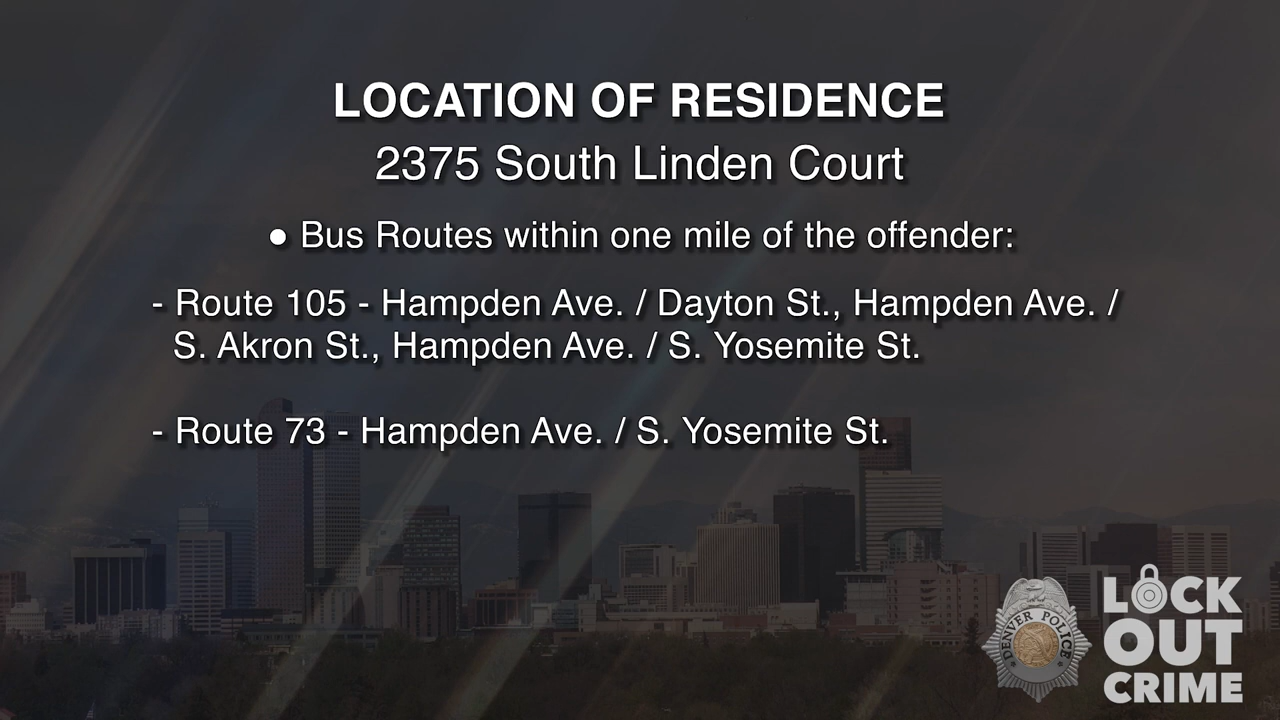 LOCATION OF RESIDENCE
2375 South Linden Court
● Bus Routes within one mile of the offender:
- Route 105 - Hampden Ave. / Dayton St., Hampden Ave. /
S. Akron St., Hampden Ave. / S. Yosemite St.
- Route 73 - Hampden Ave. / S. Yosemite St.
DENVER POLICE
LOCK
OUT
CRIME